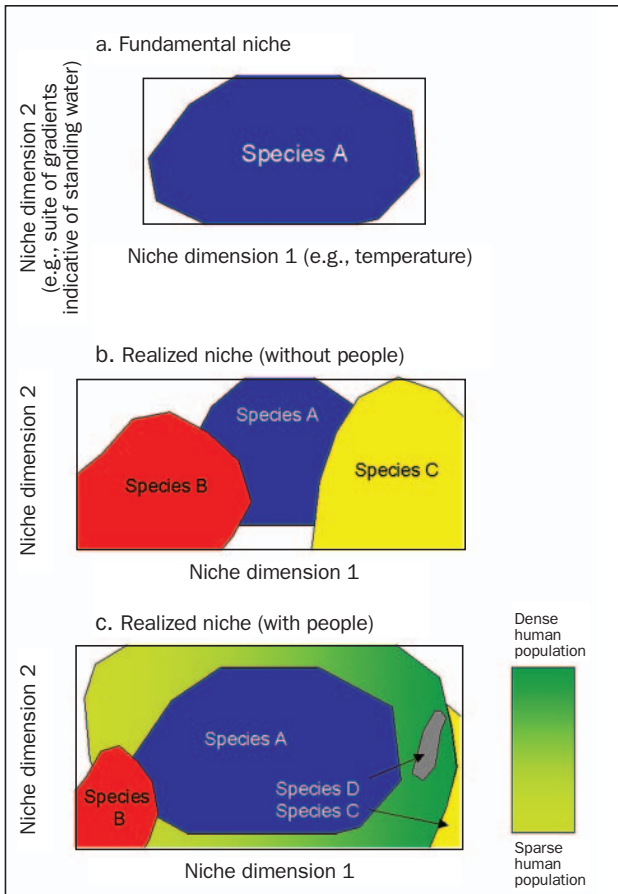 a. Fundamental niche
Niche dimension 2
(e.g., suite of gradients
indicative of standing water)
Species A
Niche dimension 1 (e.g., temperature)
b. Realized niche (without people)
Niche dimension 2
Species A
Species B
Species C
Niche dimension 1
c. Realized niche (with people)
Niche dimension 2
Species A
Species
B
Species D
Species C
Niche dimension 1
Dense
human
population
Sparse
human
population